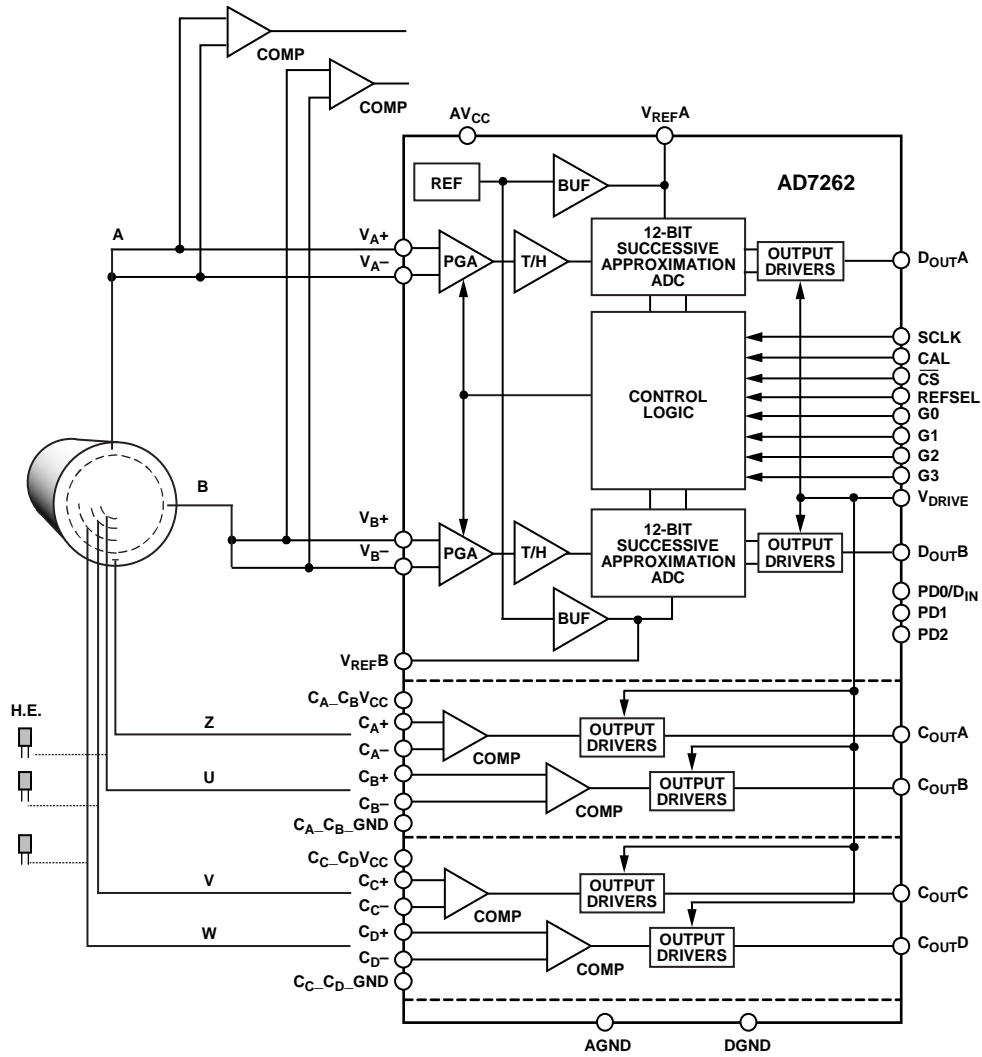 COMP
COMP
AVCC
VREFA
REF
BUF
AD7262
A
VA+
VA−
PGA
T/H
12-BIT
SUCCESSIVE
APPROXIMATION
ADC
OUTPUT
DRIVERS
DOUTA
CONTROL
LOGIC
SCLK
CAL
CS
REFSEL
G0
G1
G2
G3
VDRIVE
B
VB+
VB−
PGA
T/H
12-BIT
SUCCESSIVE
APPROXIMATION
ADC
OUTPUT
DRIVERS
DOUTB
PD0/DIN
PD1
PD2
BUF
VREFB
H.E.
CA_CBVCC
Z
CA+
CA−
COMP
OUTPUT
DRIVERS
COUTA
U
CB+
CB−
COMP
OUTPUT
DRIVERS
COUTB
CA_CB_GND
CC_CDVCC
V
CC+
CC−
COMP
OUTPUT
DRIVERS
COUTC
W
CD+
CD−
COMP
OUTPUT
DRIVERS
COUTD
CC_CD_GND
AGND
DGND